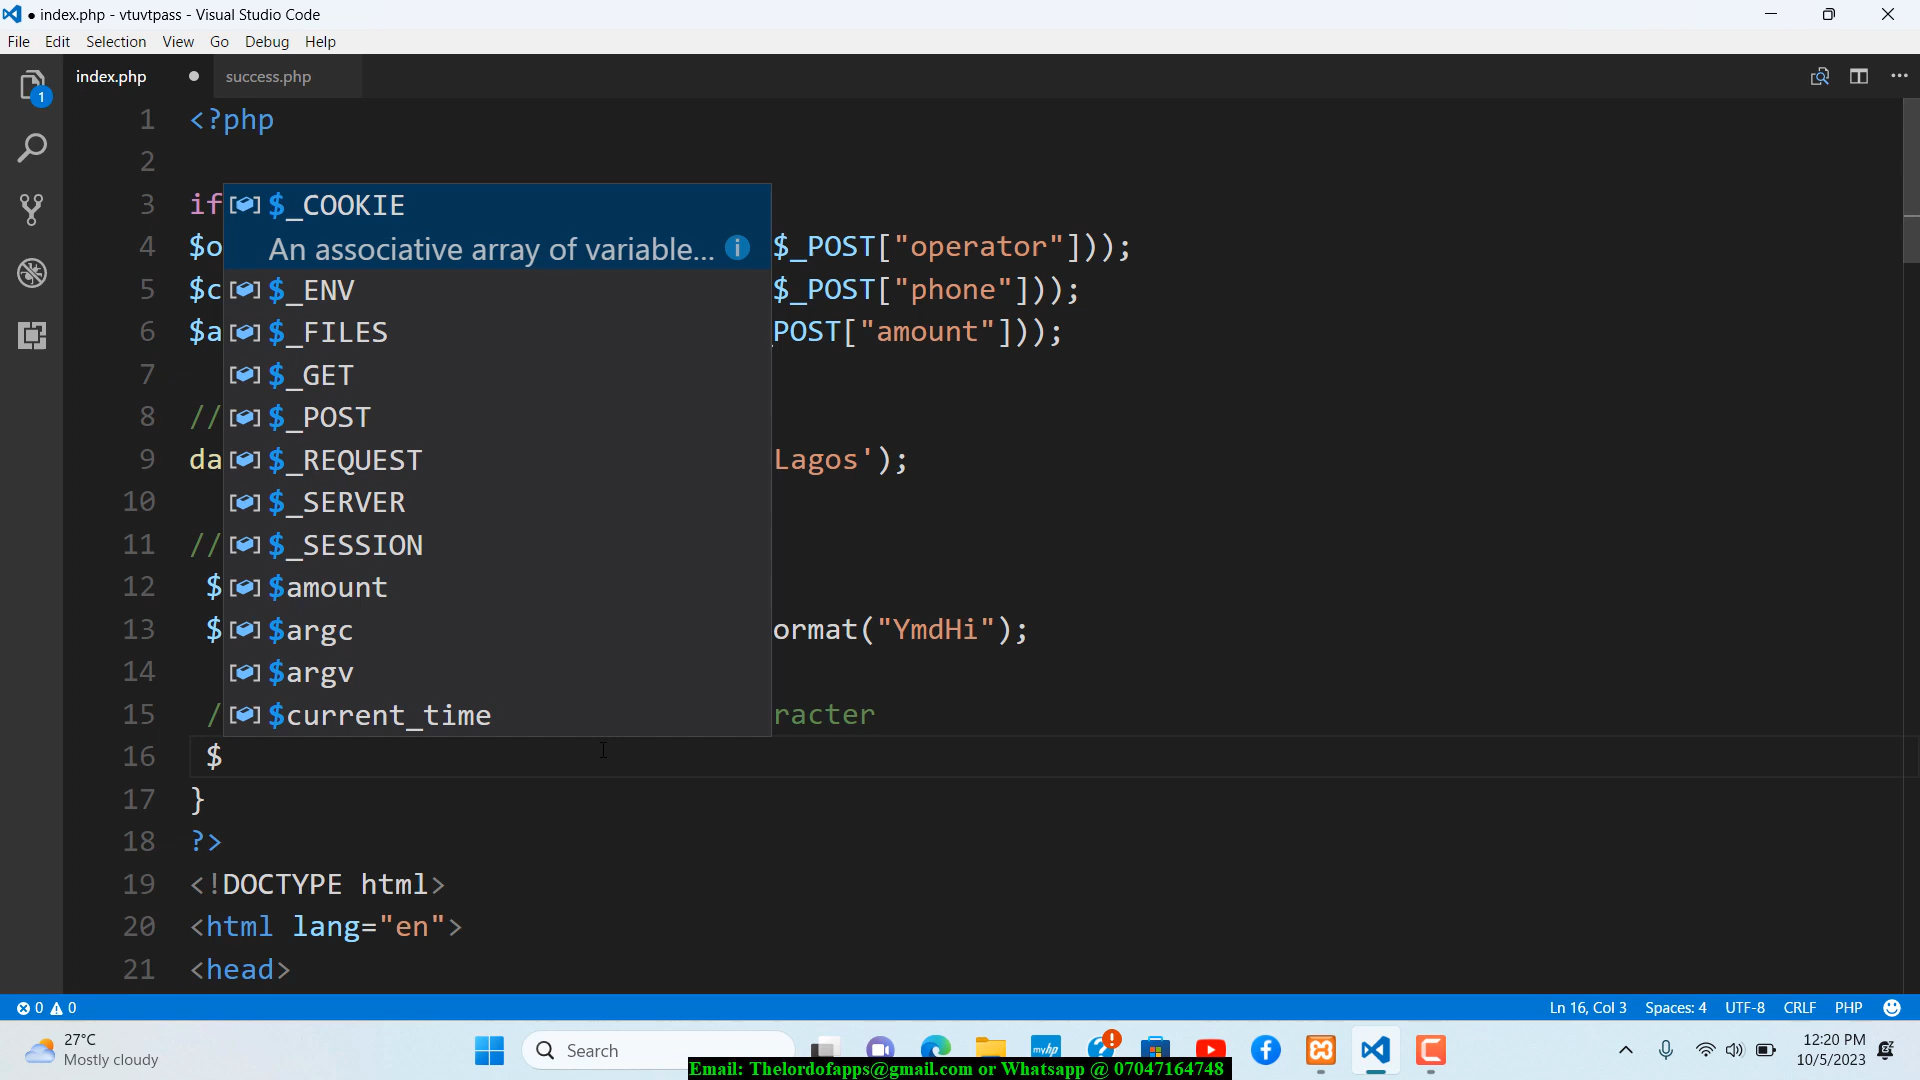 index.php - vtuvtpass - Visual Studio Code
File Edit Selection View Go Debug Help
index.php success.php
1
1 <?php
2
3 if
4 $o $_POST["operator"]));
5 $c $_POST["phone"]));
6 $a _POST["amount"]));
7
8 //
9 da Lagos');
10
11 //
12 $
13 $ ormat("YmdHi");
14
15 / racter
16 $
17 }
18 ?>
19 <!DOCTYPE html>
20 <html lang="en">
21 <head>
$_COOKIE
An associative array of variable...
$_ENV
$_FILES
$_GET
$_POST
$_REQUEST
$_SERVER
$_SESSION
$amount
$argc
$argv
$current_time
0 0 Ln 16, Col 3 Spaces: 4 UTF-8 CRLF PHP
27°C
Mostly cloudy
Search
myhp
12:20 PM
10/5/2023
Email: Thelordofapps@gmail.com or Whatsapp @ 07047164748